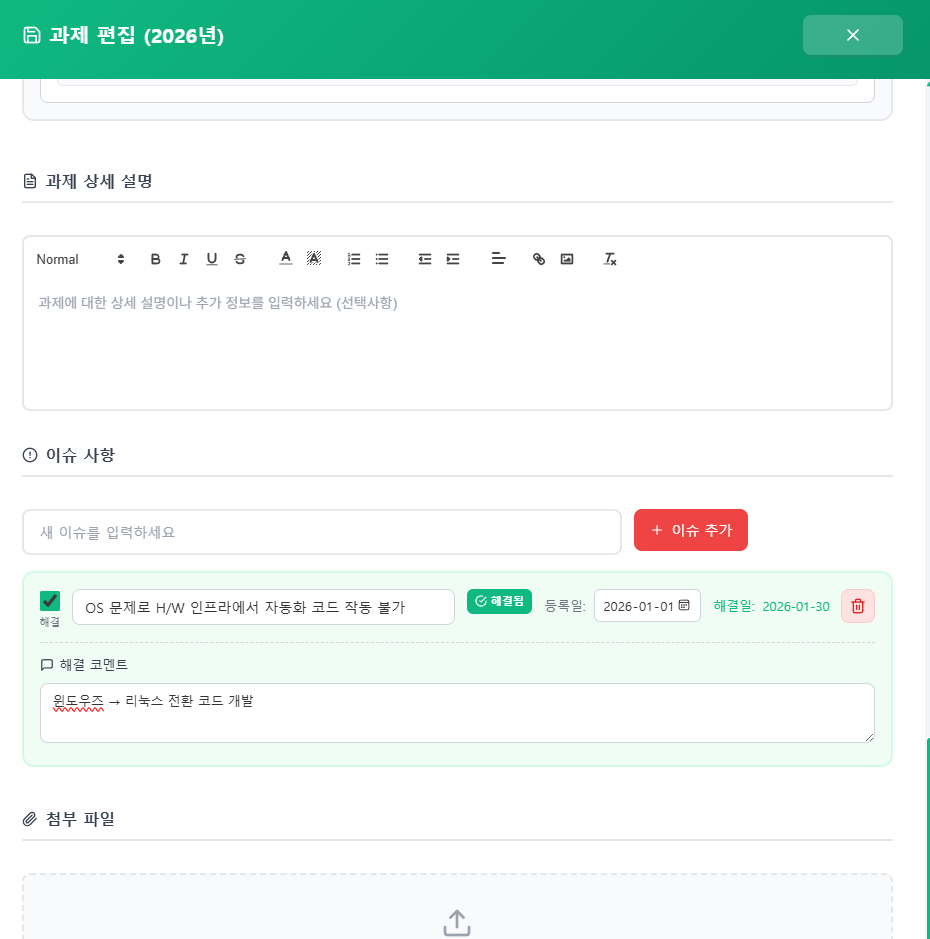 과제 편집 (2026년)
과제 상세 설명
Normal B I U S A A
과제에 대한 상세 설명이나 추가 정보를 입력하세요 (선택사항)
이슈 사항
새 이슈를 입력하세요
+ 이슈 추가
OS 문제로 H/W 인프라에서 자동화 코드 작동 불가 해결됨 등록일: 2026-01-01 해결일: 2026-01-30
해결
해결 코멘트
윈도우즈 → 리눅스 전환 코드 개발
첨부 파일